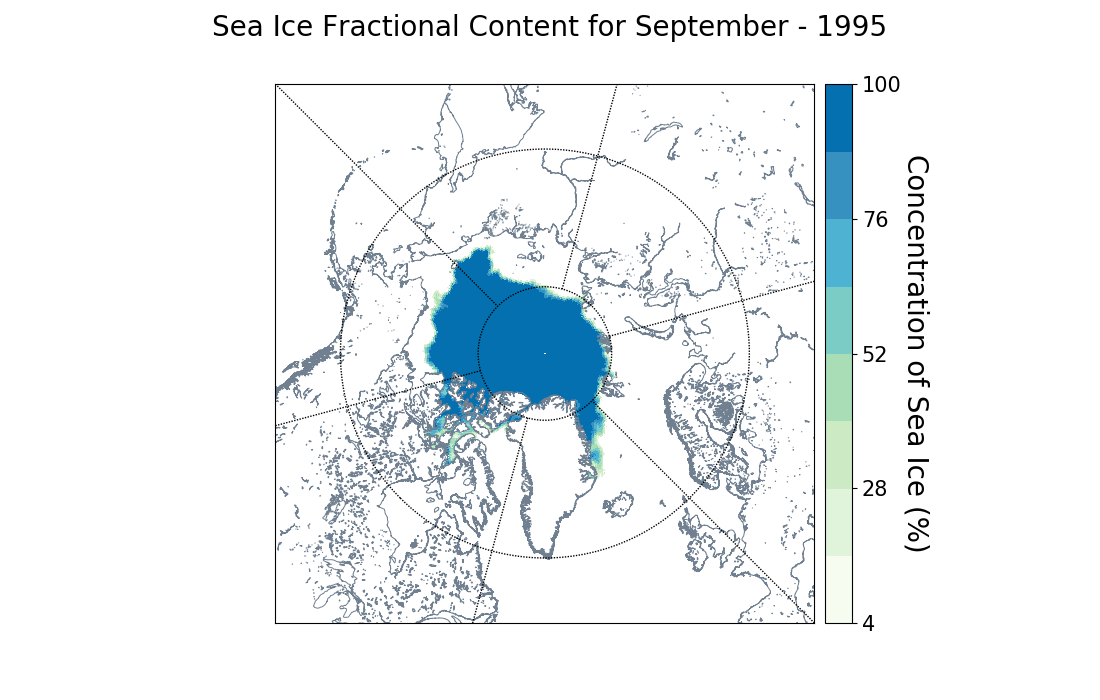 Sea Ice Fractional Content for September - 1995
100
76
52
28
4
Concentration of Sea Ice (%)